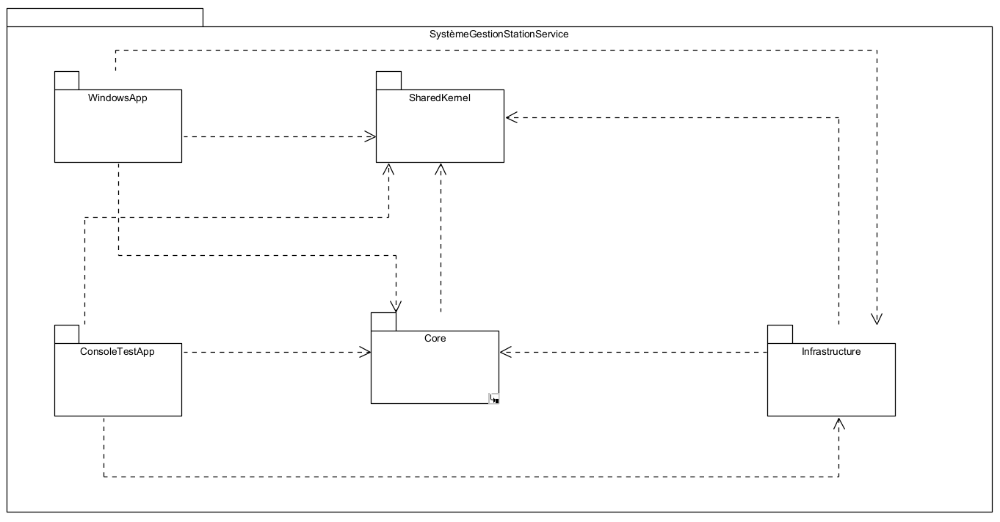 SystèmeGestionStationService
WindowsApp
SharedKernel
ConsoleTestApp
Core
Infrastructure